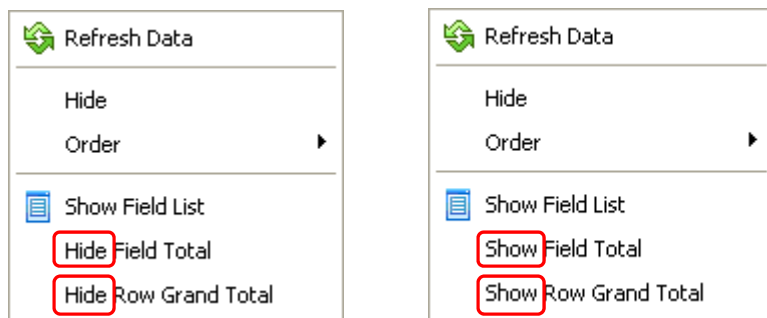 Refresh Data
Hide
Order
Show Field List
Hide Field Total
Hide Row Grand Total
Refresh Data
Hide
Order
Show Field List
Show Field Total
Show Row Grand Total